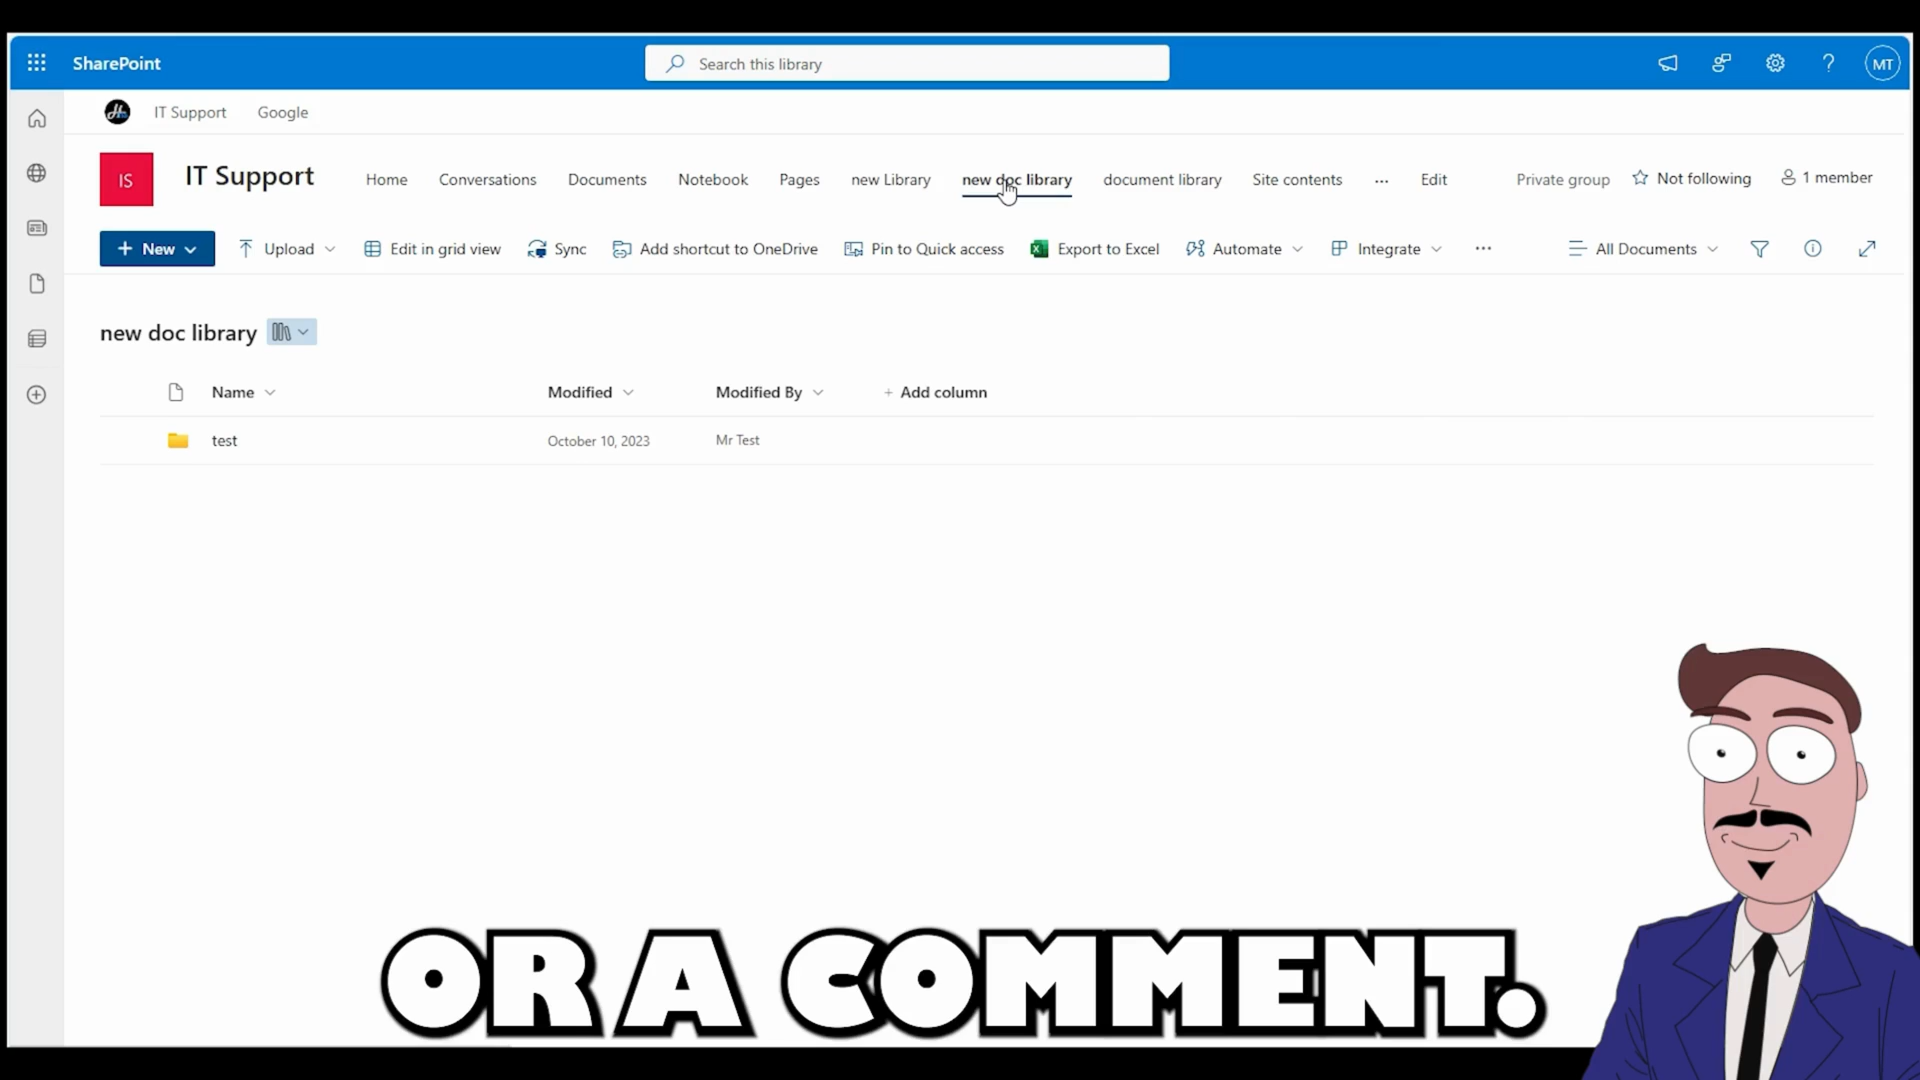 SharePoint
Search this library
MT
IT Support Google
IS IT Support Home Conversations Documents Notebook Pages new Library new doc library document library Site contents ... Edit Private group Not following 1 member
+ New Upload Edit in grid view Sync Add shortcut to OneDrive Pin to Quick access Export to Excel Automate Integrate ... All Documents
new doc library
Name Modified Modified By + Add column
test October 10, 2023 Mr Test
OR A COMMENT.